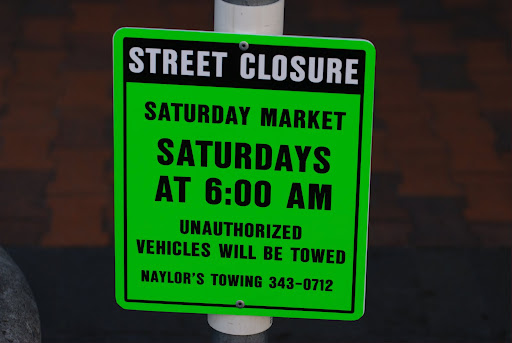 STREET CLOSURE
SATURDAY MARKET
SATURDAYS
AT 6:00 AM
UNAUTHORIZED
VEHICLES WILL BE TOWED
NAYLOR'S TOWING 343-0712